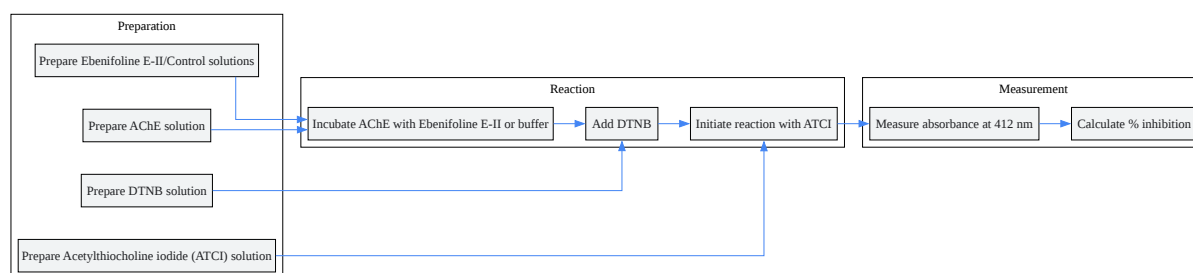 Preparation
Prepare Ebenifoline E-II/Control solutions
Prepare AChE solution
Prepare DTNB solution
Prepare Acetylthiocholine iodide (ATCI) solution
Reaction
Incubate AChE with Ebenifoline E-II or buffer
Add DTNB
Initiate reaction with ATCI
Measurement
Measure absorbance at 412 nm
Calculate % inhibition